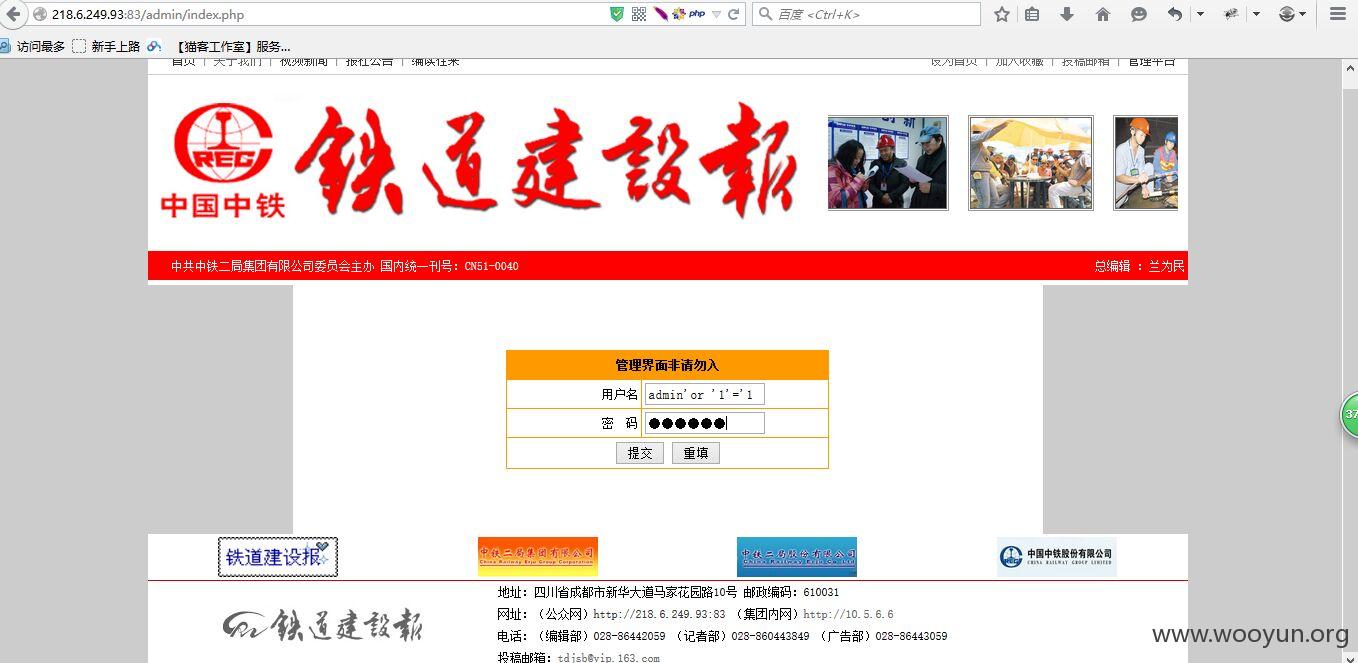 218.6.249.93:83/admin/index.php
php
百度 <Ctrl+K>
访问最多 新手上路 【猫客工作室】服务...
首页 | 关于我们 | 视频新闻 | 报社公告 | 编读往来
设为首页 | 加入收藏 | 投稿邮箱 | 管理平台
CREC
中国中铁
铁道建设報
中共中铁二局集团有限公司委员会主办 国内统一刊号：CN51-0040
总编辑 ：兰为民
管理界面非请勿入
用户名 admin'or '1'='1
密 码 ●●●●●●
提交 重填
37
铁道建设报
中铁二局集团有限公司
China Railway Erju Group Corporation
中铁二局股份有限公司
China Railway Erju Co.Ltd
中国中铁股份有限公司
CHINA RAILWAY GROUP LIMITED
铁道建設報
地址：四川省成都市新华大道马家花园路10号 邮政编码：610031
网址：（公众网）http://218.6.249.93:83 （集团内网）http://10.5.6.6
电话：（编辑部）028-86442059 （记者部）028-860443849 （广告部）028-86443059
投稿邮箱：tdjsb@vip.163.com
www.wooyun.org